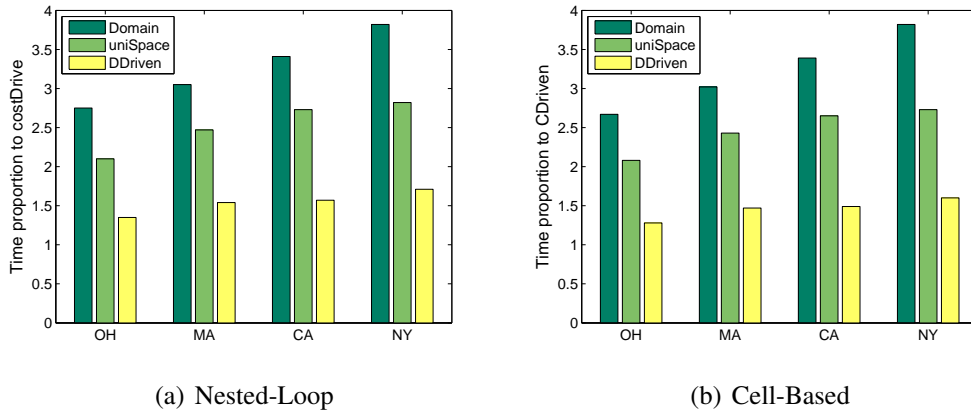 Time proportion to costDrive
4
3.5
3
2.5
2
1.5
1
0.5
0
Domain
uniSpace
DDriven
OH MA CA NY
(a) Nested-Loop
Time proportion to CDriven
4
3.5
3
2.5
2
1.5
1
0.5
0
Domain
uniSpace
DDriven
OH MA CA NY
(b) Cell-Based